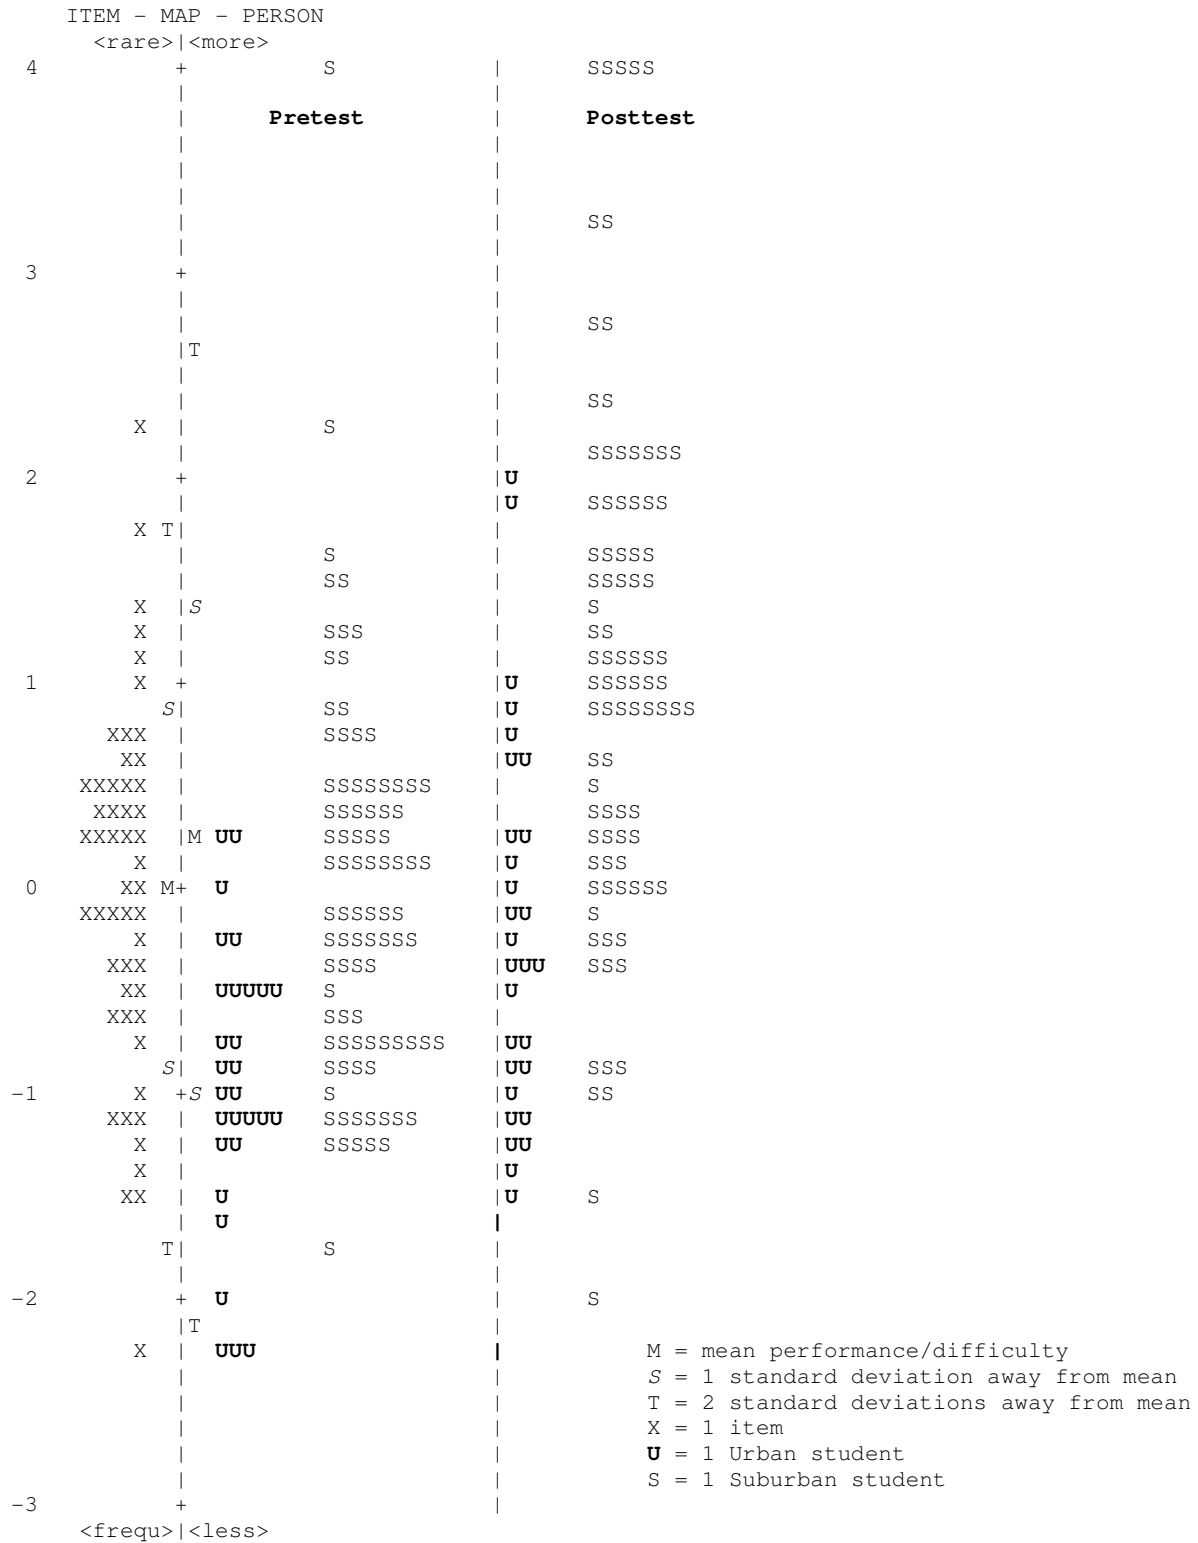 ITEM - MAP - PERSON
<rare>|<more>
4 + S | SSSSS
| |
| Pretest | Posttest
| |
| |
| |
| | SS
| |
3 + |
| |
| | SS
|T |
| |
| | SS
X | S |
| | SSSSSSS
2 + |U
| |U SSSSSS
X T| |
| S | SSSSS
| SS | SSSSS
X |S | S
X | SSS | SS
X | SS | SSSSSS
1 X + |U SSSSSS
S| SS |U SSSSSSSS
XXX | SSSS |U
XX | |UU SS
XXXXX | SSSSSSSS | S
XXXX | SSSSSS | SSSS
XXXXX |M UU SSSSS |UU SSSS
X | SSSSSSSS |U SSS
0 XX M+ U |U SSSSSS
XXXXX | SSSSSS |UU S
X | UU SSSSSSS |U SSS
XXX | SSSS |UUU SSS
XX | UUUUU S |U
XXX | SSS |
X | UU SSSSSSSSS |UU
S| UU SSSS |UU SSS
-1 X +S UU S |U SS
XXX | UUUUU SSSSSSS |UU
X | UU SSSSS |UU
X | |U
XX | U |U S
| U |
T| S |
| |
-2 + U | S
|T |
X | UUU | M = mean performance/difficulty
| | S = 1 standard deviation away from mean
| | T = 2 standard deviations away from mean
| | X = 1 item
| | U = 1 Urban student
| | S = 1 Suburban student
-3 + |
<frequ>|<less>